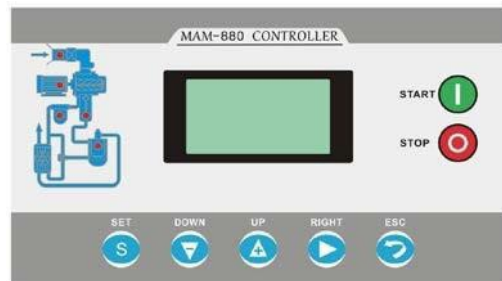 MAM-880 CONTROLLER
START
STOP
SET
DOWN
UP
RIGHT
ESC
S